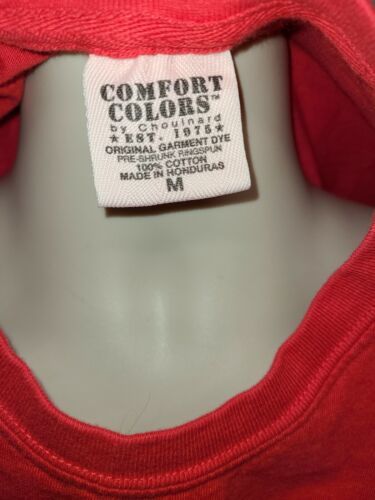 COMFORT
COLORS™
by Chouinard
★ EST. 1975 ★
ORIGINAL GARMENT DYE
PRE-SHRUNK RINGSPUN
100% COTTON
MADE IN HONDURAS
M